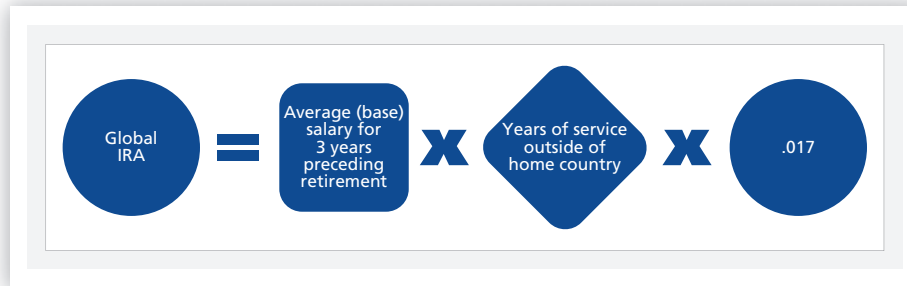 Global
IRA
=
Average (base)
salary for
3 years
preceding
retirement
x
Years of service
outside of
home country
x
.017